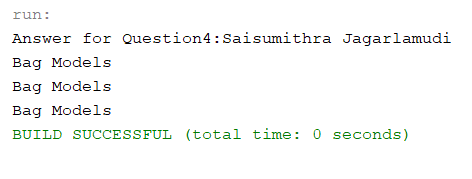 run:
Answer for Question4:Saisumithra Jagarlamudi
Bag Models
Bag Models
Bag Models
BUILD SUCCESSFUL (total time: 0 seconds)